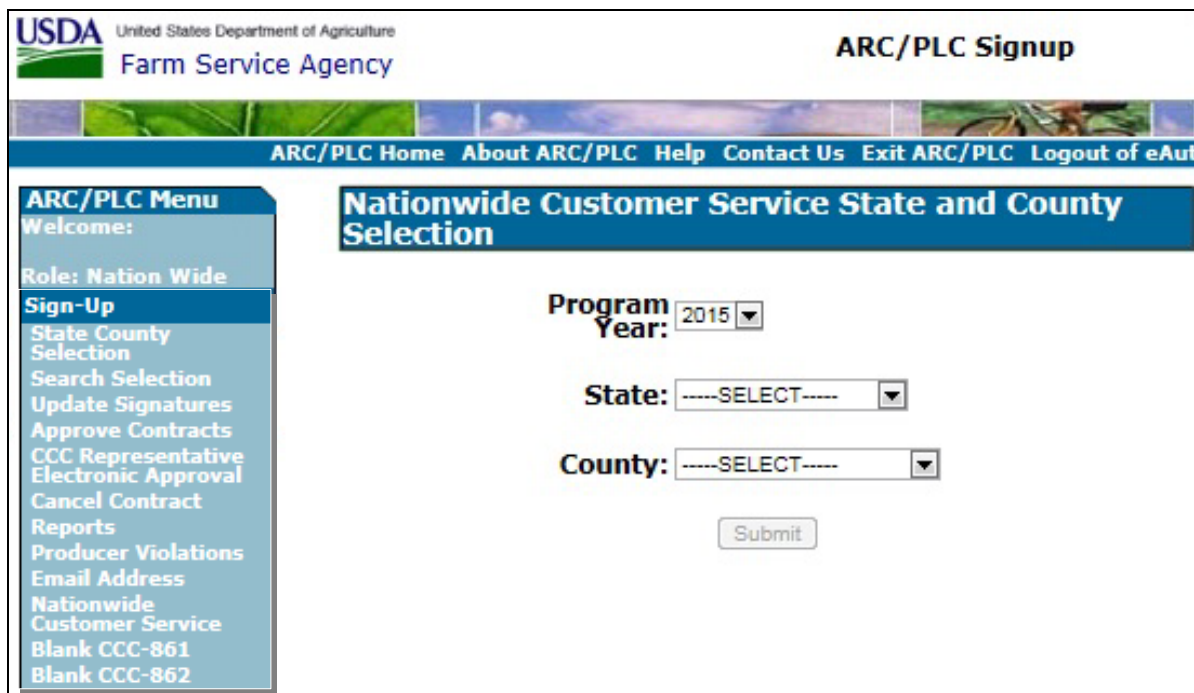 USDA United States Department of Agriculture
Farm Service Agency
ARC/PLC Signup
ARC/PLC Home About ARC/PLC Help Contact Us Exit ARC/PLC Logout of eAut
ARC/PLC Menu
Welcome:
Role: Nation Wide
Sign-Up
State County
Selection
Search Selection
Update Signatures
Approve Contracts
CCC Representative
Electronic Approval
Cancel Contract
Reports
Producer Violations
Email Address
Nationwide
Customer Service
Blank CCC-861
Blank CCC-862
Nationwide Customer Service State and County
Selection
Program
Year: 2015
State: -----SELECT-----
County: -----SELECT-----
Submit